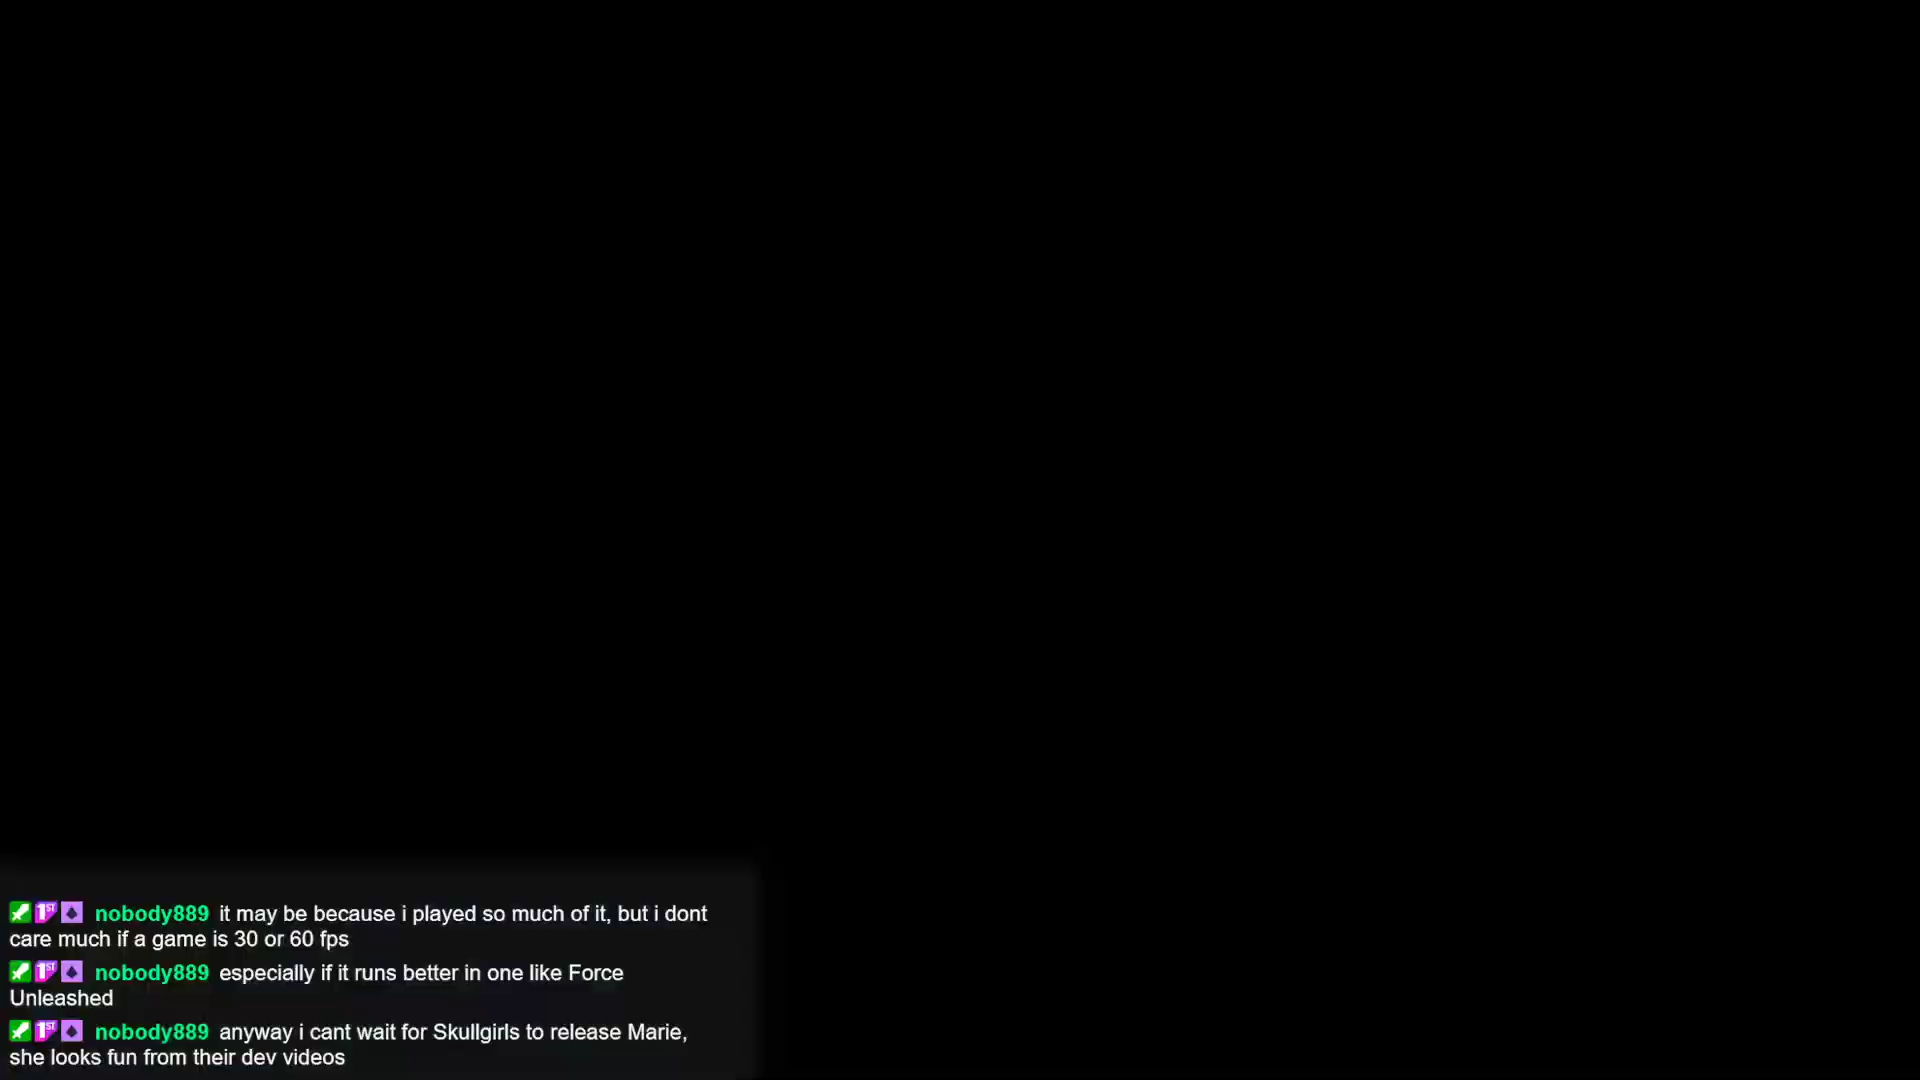 nobody889 it may be because i played so much of it, but i dont
care much if a game is 30 or 60 fps
nobody889 especially if it runs better in one like Force
Unleashed
nobody889 anyway i cant wait for Skullgirls to release Marie,
she looks fun from their dev videos